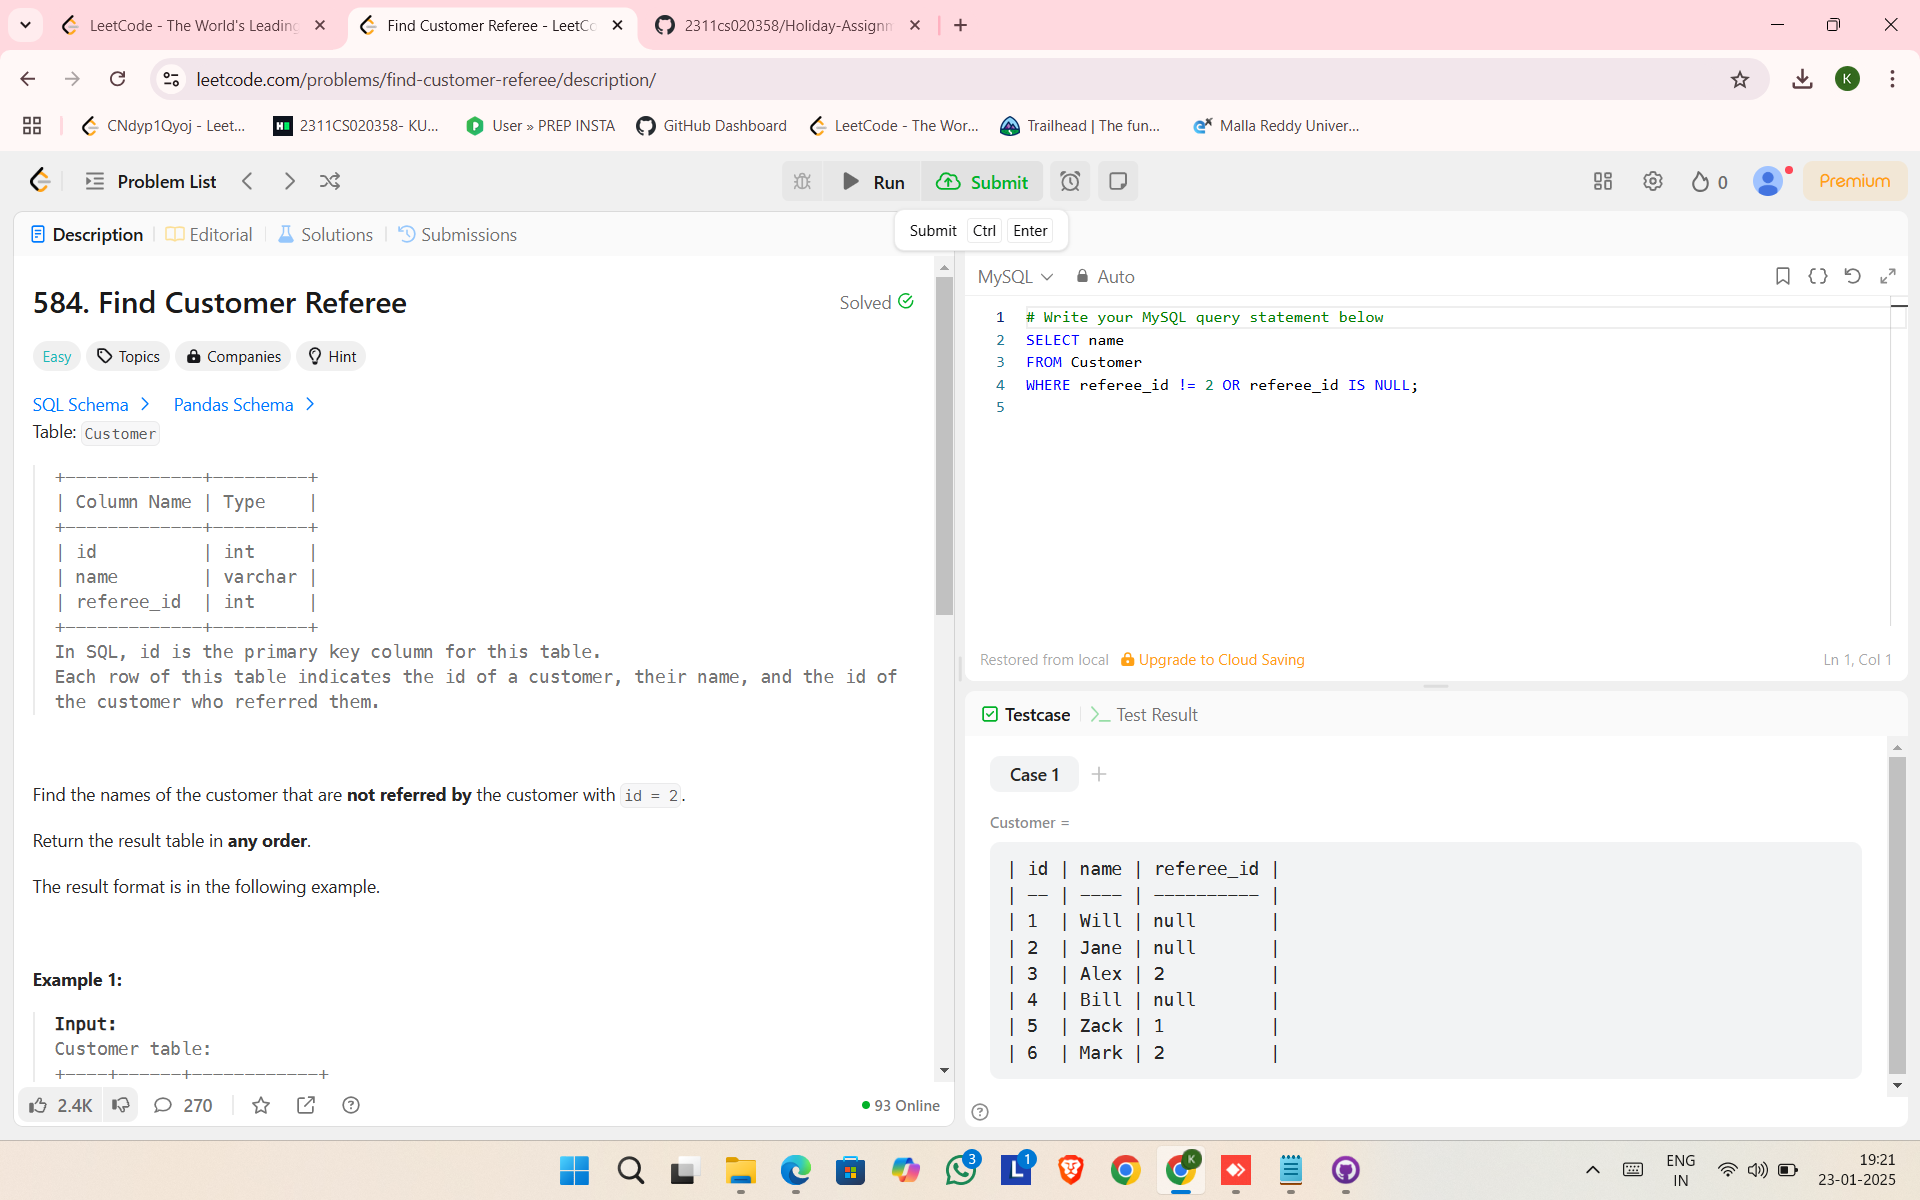 LeetCode - The World's Leading
Find Customer Referee - LeetCo
2311cs020358/Holiday-Assignm
leetcode.com/problems/find-customer-referee/description/
K
CNdyp1Qyoj - Leet...
2311CS020358- KU...
User » PREP INSTA
GitHub Dashboard
LeetCode - The Wor...
Trailhead | The fun...
Malla Reddy Univer...
Problem List
Run
Submit
0
Premium
Submit Ctrl Enter
Description
Editorial
Solutions
Submissions
584. Find Customer Referee
Solved
Easy
Topics
Companies
Hint
SQL Schema
Pandas Schema
Table: Customer
+-------------+---------+
| Column Name | Type    |
+-------------+---------+
| id          | int     |
| name        | varchar |
| referee_id  | int     |
+-------------+---------+
In SQL, id is the primary key column for this table.
Each row of this table indicates the id of a customer, their name, and the id of
the customer who referred them.
Find the names of the customer that are not referred by the customer with id = 2.
Return the result table in any order.
The result format is in the following example.
Example 1:
Input:
Customer table:
+----+------+------------+
2.4K
270
93 Online
MySQL
Auto
1 # Write your MySQL query statement below
2 SELECT name
3 FROM Customer
4 WHERE referee_id != 2 OR referee_id IS NULL;
5
Restored from local
Upgrade to Cloud Saving
Ln 1, Col 1
Testcase
Test Result
Case 1
Customer =
| id | name | referee_id |
| -- | ---- | ---------- |
| 1  | Will | null       |
| 2  | Jane | null       |
| 3  | Alex | 2          |
| 4  | Bill | null       |
| 5  | Zack | 1          |
| 6  | Mark | 2          |
3
L
1
K
ENG
IN
19:21
23-01-2025